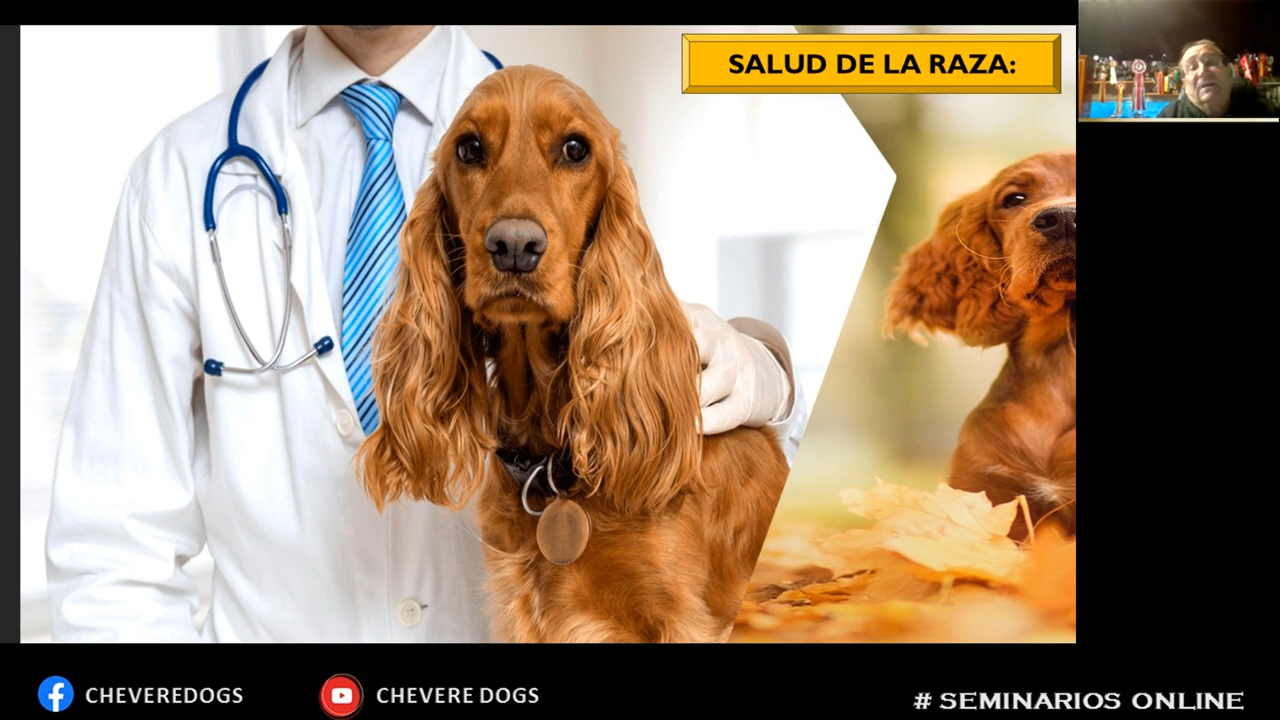 SALUD DE LA RAZA:
CHEVEREDOGS
CHEVERE DOGS
# SEMINARIOS ONLINE